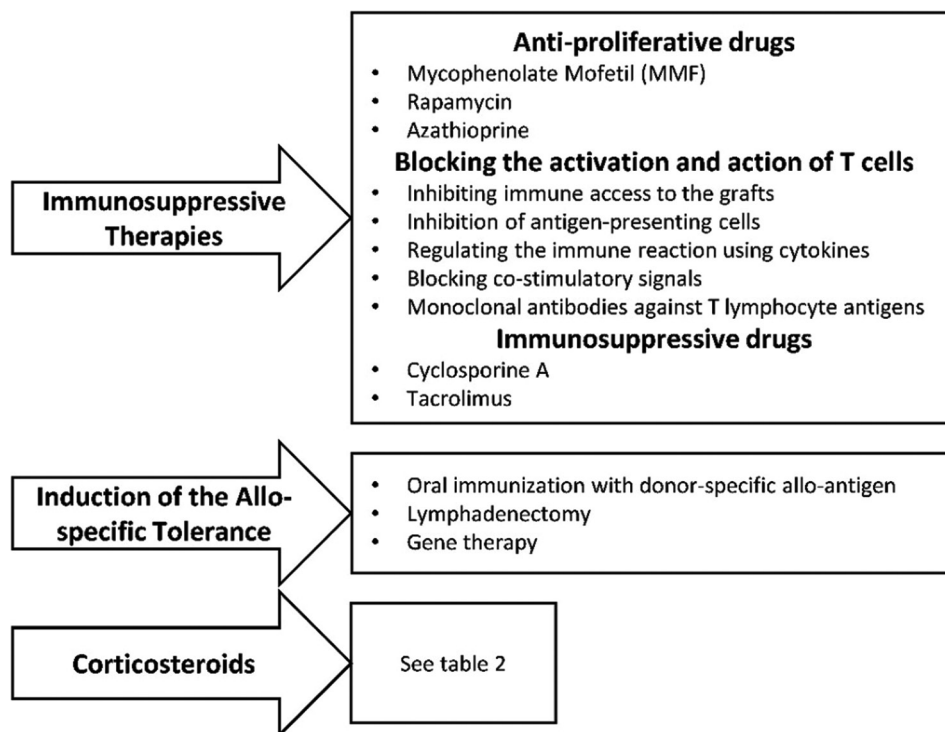 Immunosuppressive
Therapies
Anti-proliferative drugs
• Mycophenolate Mofetil (MMF)
• Rapamycin
• Azathioprine
Blocking the activation and action of T cells
• Inhibiting immune access to the grafts
• Inhibition of antigen-presenting cells
• Regulating the immune reaction using cytokines
• Blocking co-stimulatory signals
• Monoclonal antibodies against T lymphocyte antigens
Immunosuppressive drugs
• Cyclosporine A
• Tacrolimus
Induction of the Allo-
specific Tolerance
• Oral immunization with donor-specific allo-antigen
• Lymphadenectomy
• Gene therapy
Corticosteroids
See table 2